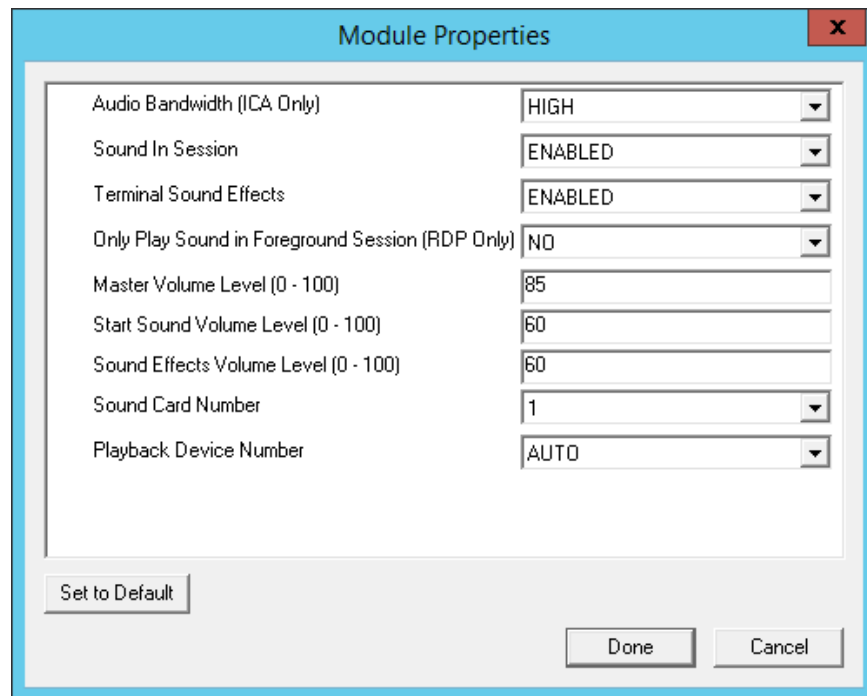 Module Properties
x
Audio Bandwidth (ICA Only) HIGH
Sound In Session ENABLED
Terminal Sound Effects ENABLED
Only Play Sound in Foreground Session (RDP Only) NO
Master Volume Level (0 - 100) 85
Start Sound Volume Level (0 - 100) 60
Sound Effects Volume Level (0 - 100) 60
Sound Card Number 1
Playback Device Number AUTO
Set to Default
Done Cancel